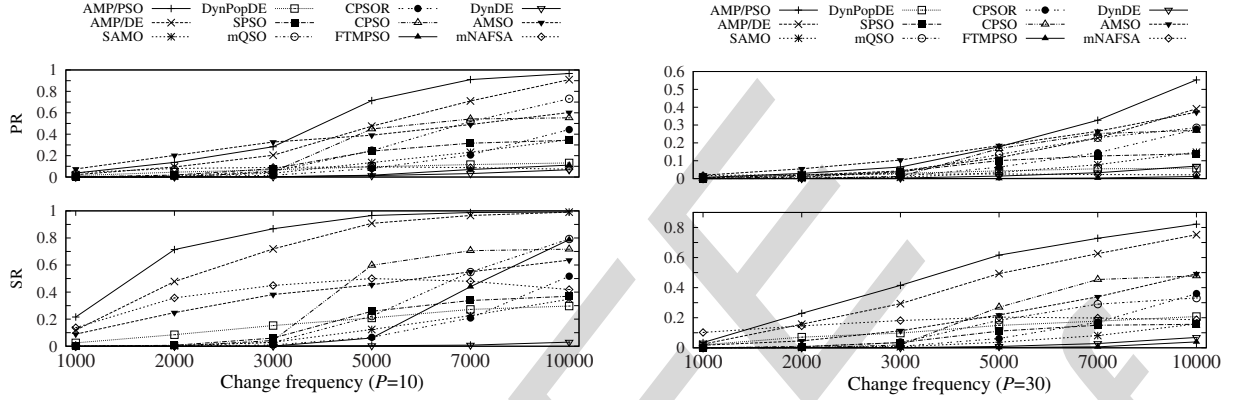 AMP/PSO DynPopDE CPSOR DynDE
AMP/DE SPSO CPSO AMSO
SAMO mQSO FTMPSO mNAFSA
PR
1
0.8
0.6
0.4
0.2
0
SR
1
0.8
0.6
0.4
0.2
0
1000 2000 3000 5000 7000 10000
Change frequency (P=10)
AMP/PSO DynPopDE CPSOR DynDE
AMP/DE SPSO CPSO AMSO
SAMO mQSO FTMPSO mNAFSA
0.6
0.5
0.4
0.3
0.2
0.1
0
0.8
0.6
0.4
0.2
0
1000 2000 3000 5000 7000 10000
Change frequency (P=30)